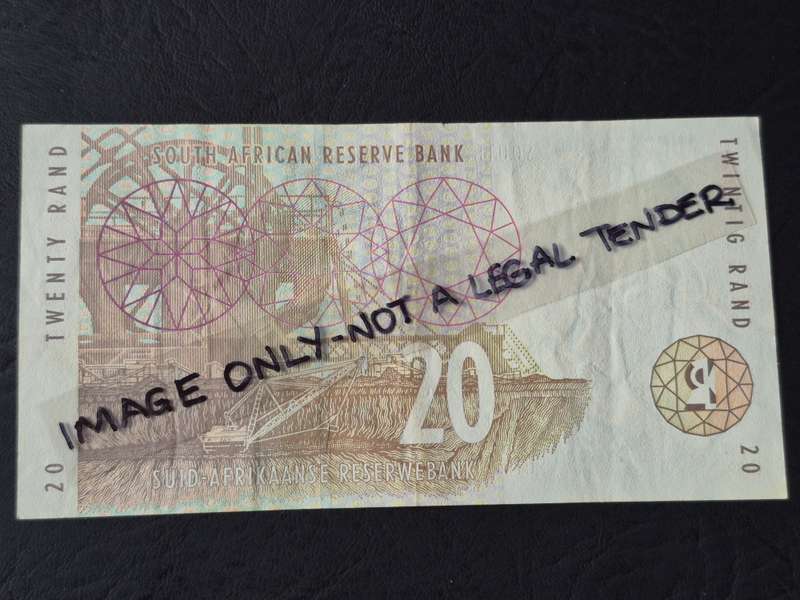 SOUTH AFRICAN RESERVE BANK
TWENTY RAND
20
IMAGE ONLY-NOT A LEGAL TENDER
20
SUID-AFRIKAANSE RESERWEBANK
TWINTIG RAND
20